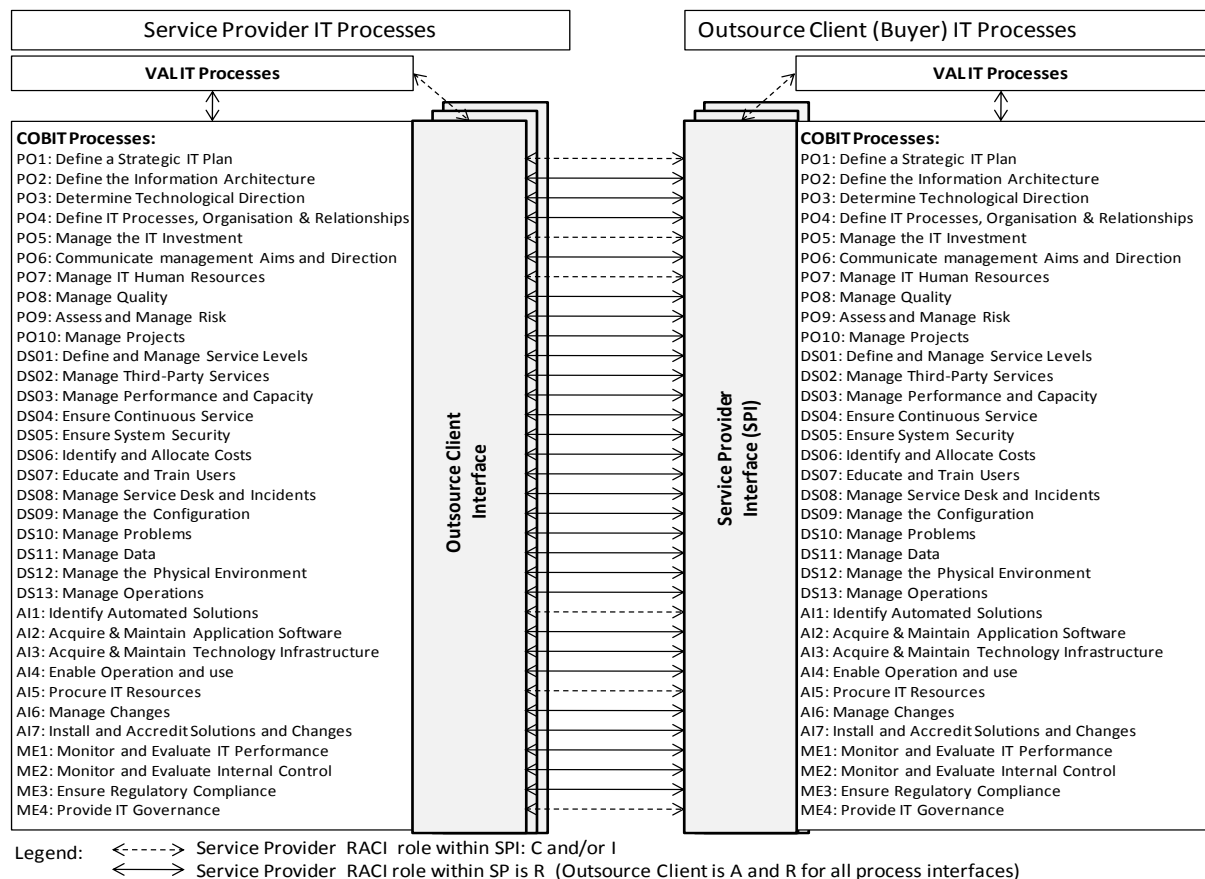 Service Provider IT Processes
Outsource Client (Buyer) IT Processes
VALIT Processes
VALIT Processes
COBIT Processes:
PO1: Define a Strategic IT Plan
PO2: Define the Information Architecture
PO3: Determine Technological Direction
PO4: Define IT Processes, Organisation & Relationships
PO5: Manage the IT Investment
PO6: Communicate management Aims and Direction
PO7: Manage IT Human Resources
PO8: Manage Quality
PO9: Assess and Manage Risk
PO10: Manage Projects
DS01: Define and Manage Service Levels
DS02: Manage Third-Party Services
DS03: Manage Performance and Capacity
DS04: Ensure Continuous Service
DS05: Ensure System Security
DS06: Identify and Allocate Costs
DS07: Educate and Train Users
DS08: Manage Service Desk and Incidents
DS09: Manage the Configuration
DS10: Manage Problems
DS11: Manage Data
DS12: Manage the Physical Environment
DS13: Manage Operations
AI1: Identify Automated Solutions
AI2: Acquire & Maintain Application Software
AI3: Acquire & Maintain Technology Infrastructure
AI4: Enable Operation and use
AI5: Procure IT Resources
AI6: Manage Changes
AI7: Install and Accredit Solutions and Changes
ME1: Monitor and Evaluate IT Performance
ME2: Monitor and Evaluate Internal Control
ME3: Ensure Regulatory Compliance
ME4: Provide IT Governance
Outsource Client
Interface
Service Provider
Interface (SPI)
COBIT Processes:
PO1: Define a Strategic IT Plan
PO2: Define the Information Architecture
PO3: Determine Technological Direction
PO4: Define IT Processes, Organisation & Relationships
PO5: Manage the IT Investment
PO6: Communicate management Aims and Direction
PO7: Manage IT Human Resources
PO8: Manage Quality
PO9: Assess and Manage Risk
PO10: Manage Projects
DS01: Define and Manage Service Levels
DS02: Manage Third-Party Services
DS03: Manage Performance and Capacity
DS04: Ensure Continuous Service
DS05: Ensure System Security
DS06: Identify and Allocate Costs
DS07: Educate and Train Users
DS08: Manage Service Desk and Incidents
DS09: Manage the Configuration
DS10: Manage Problems
DS11: Manage Data
DS12: Manage the Physical Environment
DS13: Manage Operations
AI1: Identify Automated Solutions
AI2: Acquire & Maintain Application Software
AI3: Acquire & Maintain Technology Infrastructure
AI4: Enable Operation and use
AI5: Procure IT Resources
AI6: Manage Changes
AI7: Install and Accredit Solutions and Changes
ME1: Monitor and Evaluate IT Performance
ME2: Monitor and Evaluate Internal Control
ME3: Ensure Regulatory Compliance
ME4: Provide IT Governance
Legend:
Service Provider RACI role within SPI: C and/or I
Service Provider RACI role within SP is R (Outsource Client is A and R for all process interfaces)